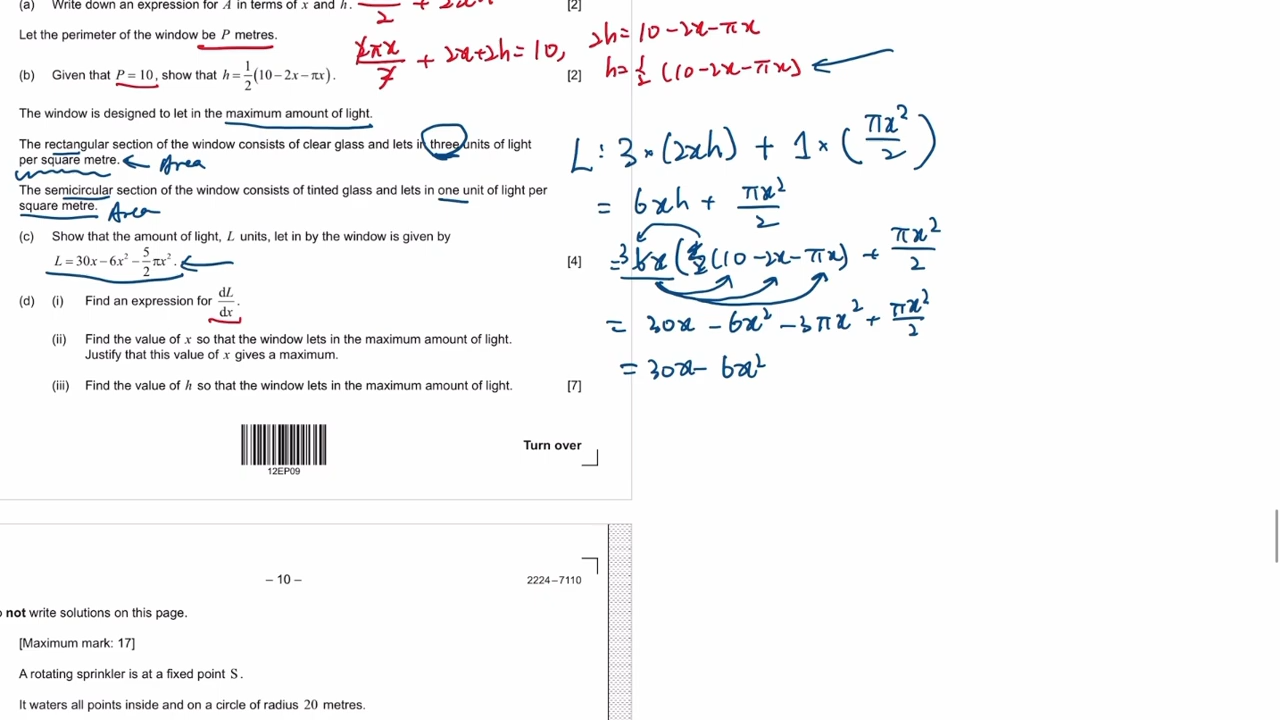 (a) Write down an expression for A in terms of x and h. [2]
2
Let the perimeter of the window be P metres.
2πx/2 + 2x+2h = 10, 2h = 10 - 2x - πx
(b) Given that P = 10, show that h = 1/2(10 − 2x − πx). [2]
h = 1/2 (10 - 2x - πx)
The window is designed to let in the maximum amount of light.
The rectangular section of the window consists of clear glass and lets in three units of light
per square metre. ← Area
The semicircular section of the window consists of tinted glass and lets in one unit of light per
square metre. Area
(c) Show that the amount of light, L units, let in by the window is given by
L = 30x − 6x² − 5/2 πx². [4]
(d) (i) Find an expression for dL/dx.
(ii) Find the value of x so that the window lets in the maximum amount of light.
Justify that this value of x gives a maximum.
(iii) Find the value of h so that the window lets in the maximum amount of light. [7]
L : 3 × (2xh) + 1 × (πx²/2)
= 6xh + πx²/2
= 3 6x (1/2 (10 - 2x - πx) + πx²/2
= 30x - 6x² - 3πx² + πx²/2
= 30x - 6x²
12EP09
Turn over
– 10 –
2224–7110
not write solutions on this page.
[Maximum mark: 17]
A rotating sprinkler is at a fixed point S.
It waters all points inside and on a circle of radius 20 metres.